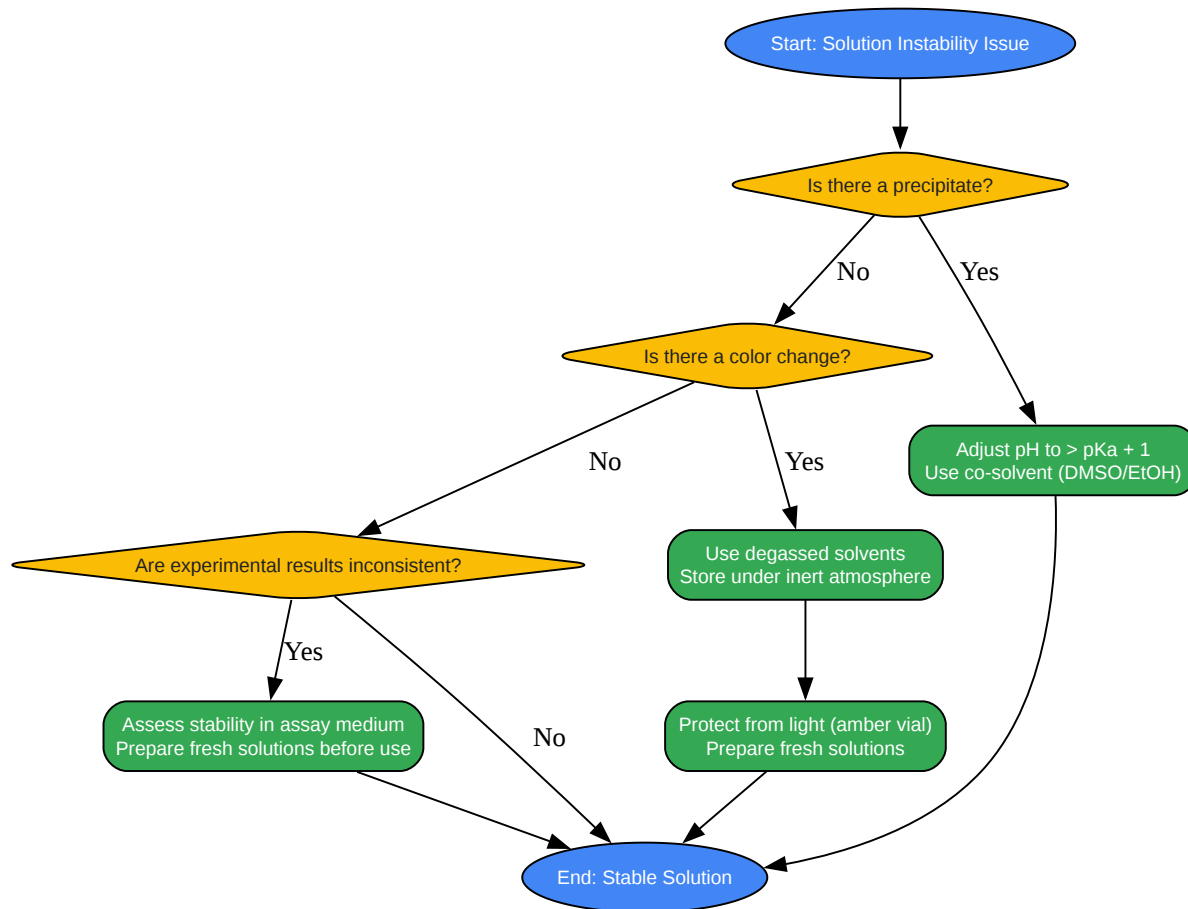 Start: Solution Instability Issue
Is there a precipitate?
No
Yes
Is there a color change?
Adjust pH to > pKa + 1
Use co-solvent (DMSO/EtOH)
No
Yes
Use degassed solvents
Store under inert atmosphere
Are experimental results inconsistent?
Yes
No
Assess stability in assay medium
Prepare fresh solutions before use
Protect from light (amber vial)
Prepare fresh solutions
End: Stable Solution